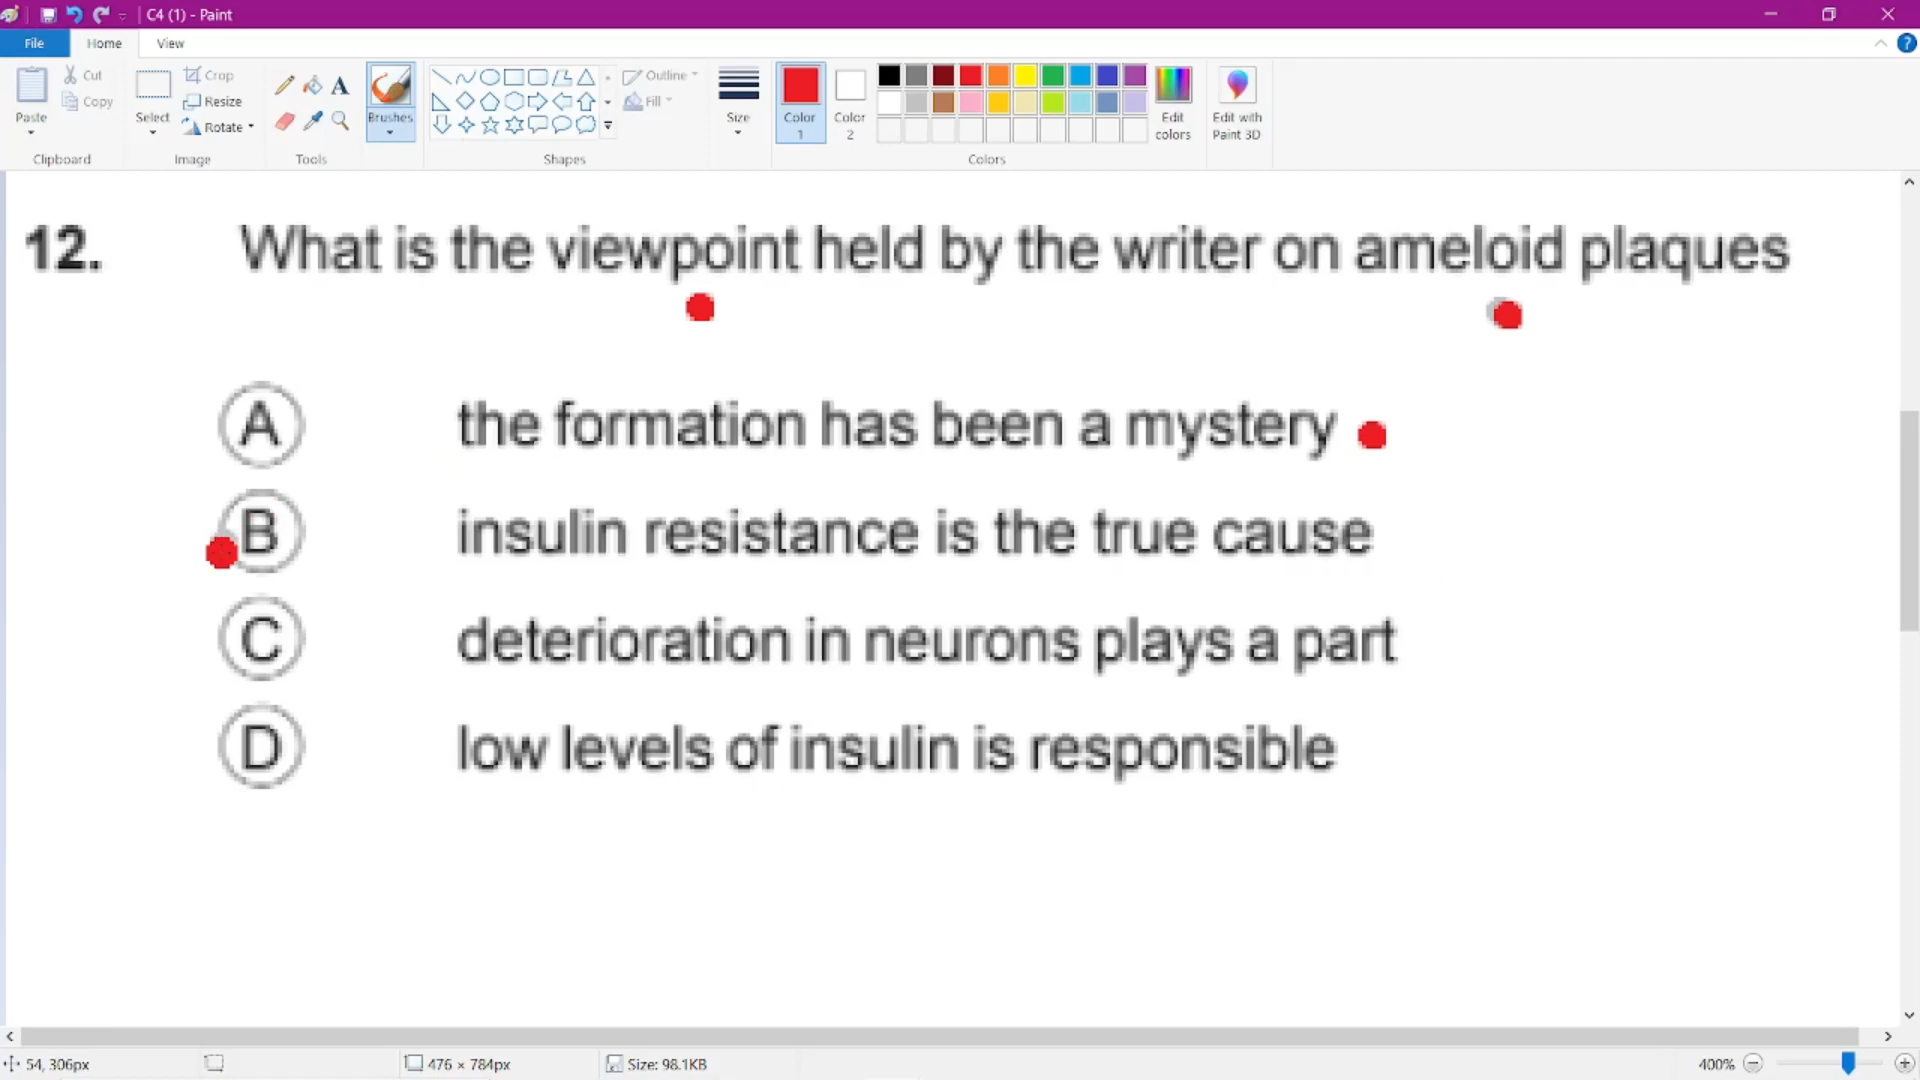 C4 (1) - Paint
File Home View
Paste Cut Copy Clipboard
Select Crop Resize Rotate Image
Tools
Brushes
Shapes
Outline Fill
Size
Color 1
Color 2
Edit colors
Colors
Edit with Paint 3D
12. What is the viewpoint held by the writer on ameloid plaques
A the formation has been a mystery
B insulin resistance is the true cause
C deterioration in neurons plays a part
D low levels of insulin is responsible
54, 306px 476 × 784px Size: 98.1KB 400%